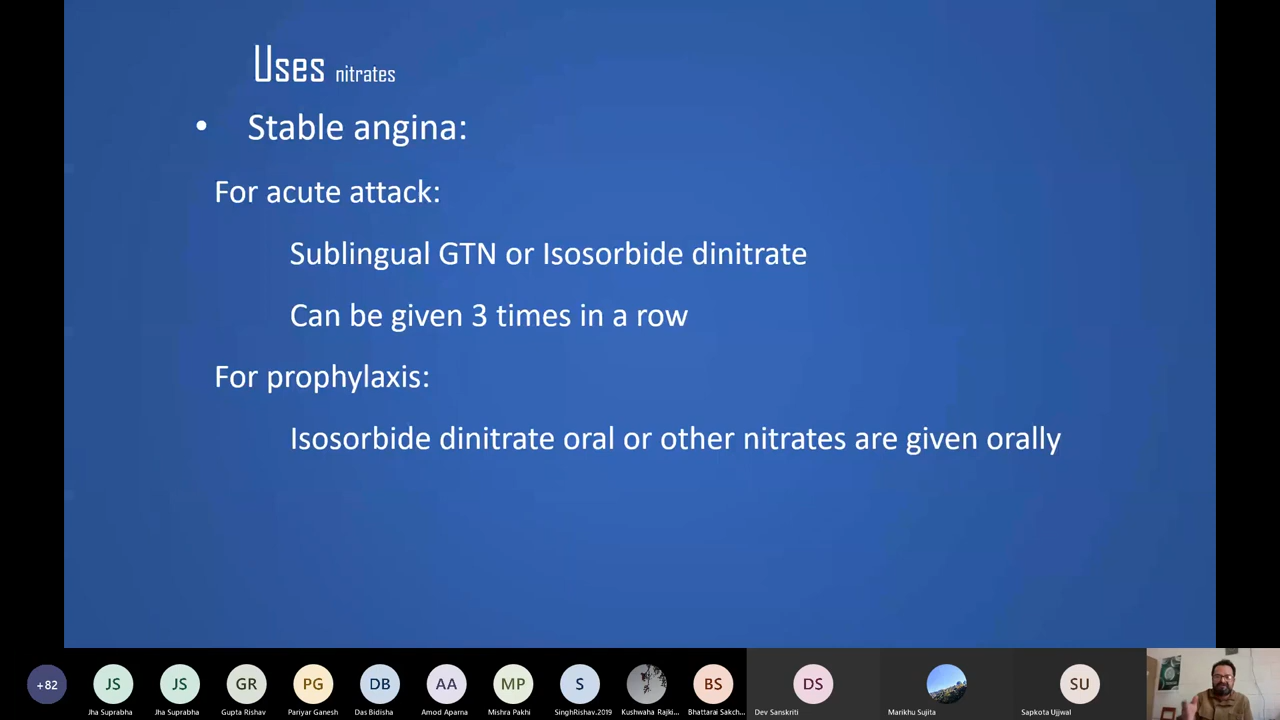 Uses nitrates
• Stable angina:
For acute attack:
Sublingual GTN or Isosorbide dinitrate
Can be given 3 times in a row
For prophylaxis:
Isosorbide dinitrate oral or other nitrates are given orally
+82 JS JS GR PG DB AA MP S BS DS SU
Jha Suprabha Jha Suprabha Gupta Rishav Pariyar Ganesh Das Bidisha Amod Aparna Mishra Pakhi SinghRishav.2019 Kushwaha Rajki... Bhattarai Sakch... Dev Sanskriti Marikhu Sujita Sapkota Ujjwal